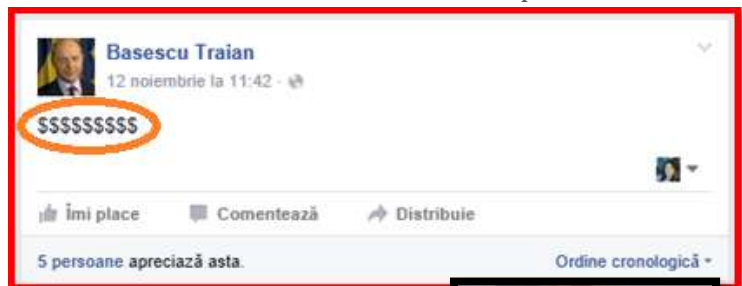 Basescu Traian
12 noiembrie la 11:42 ·
$$$$$$$$$
Îmi place Comentează Distribuie
5 persoane apreciază asta. Ordine cronologică